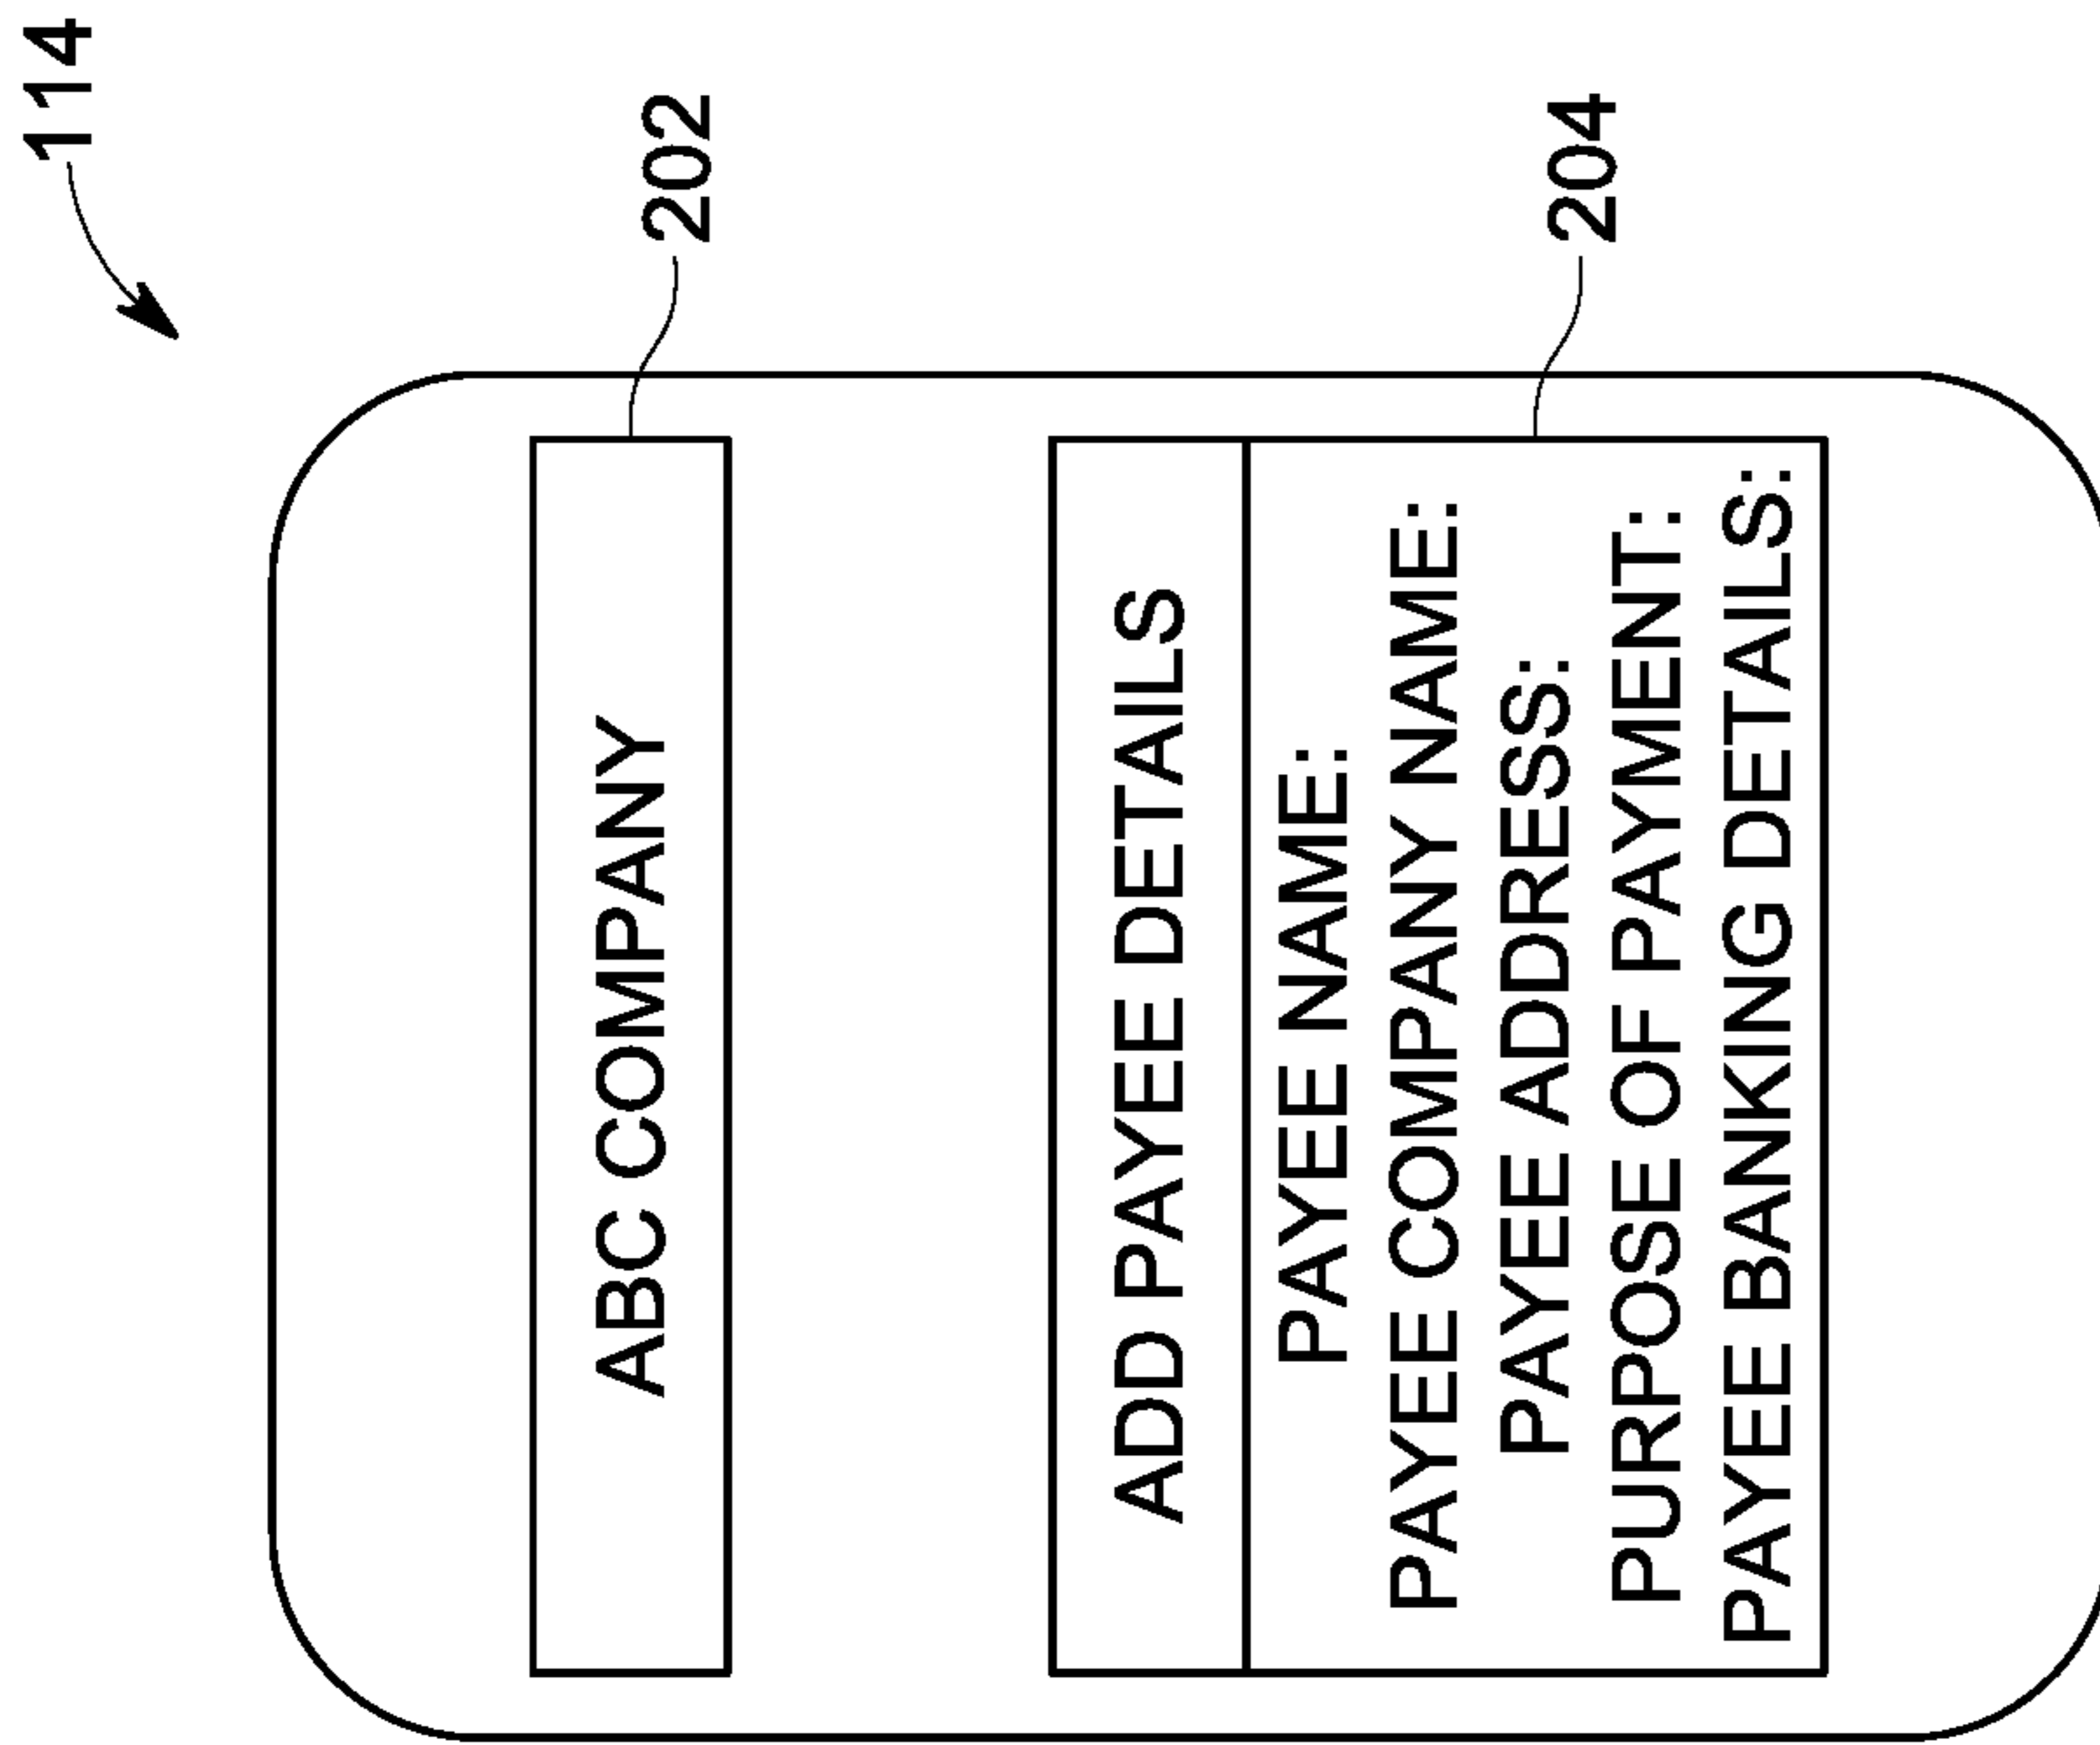 114
ABC COMPANY
202
ADD PAYEE DETAILS
PAYEE NAME:
PAYEE COMPANY NAME:
PAYEE ADDRESS:
PURPOSE OF PAYMENT:
PAYEE BANKING DETAILS:
204